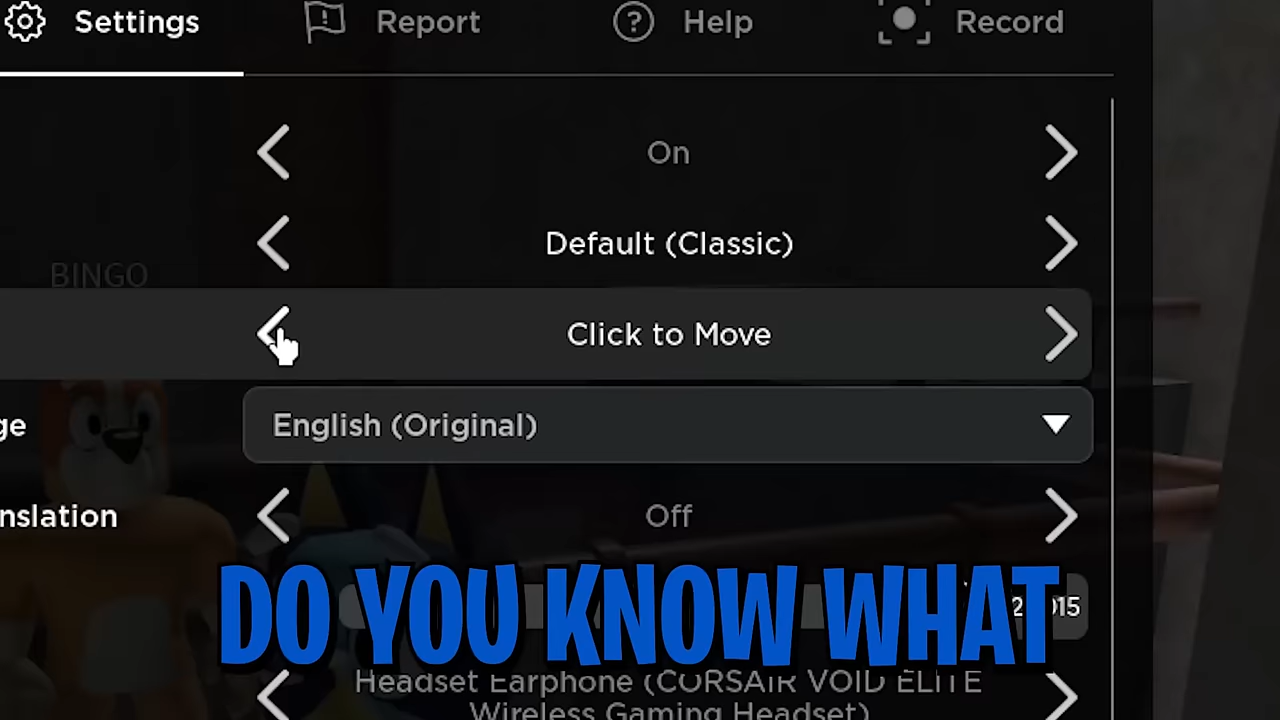 Settings Report Help Record
On
Default (Classic)
BINGO
Click to Move
ge English (Original)
nslation Off
DO YOU KNOW WHAT
Headset Earphone (CORSAIR VOID ELITE
Wireless Gaming Headset)